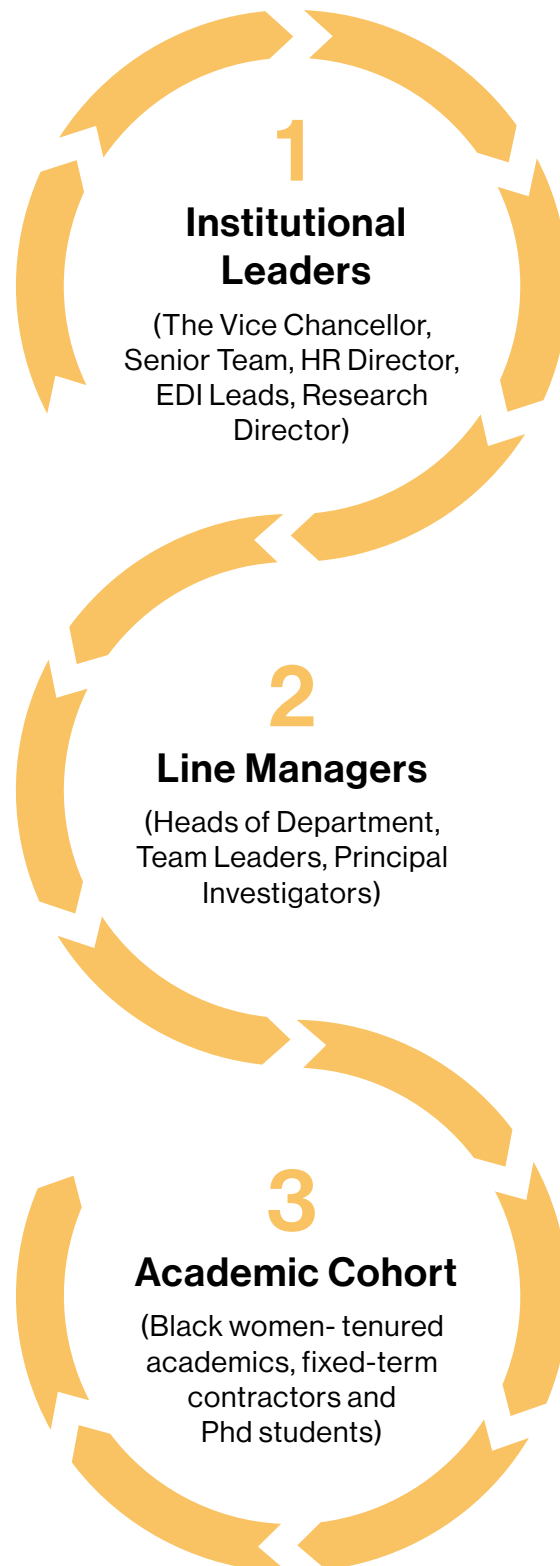 1
Institutional
Leaders
(The Vice Chancellor,
Senior Team, HR Director,
EDI Leads, Research
Director)
2
Line Managers
(Heads of Department,
Team Leaders, Principal
Investigators)
3
Academic Cohort
(Black women- tenured
academics, fixed-term
contractors and
Phd students)